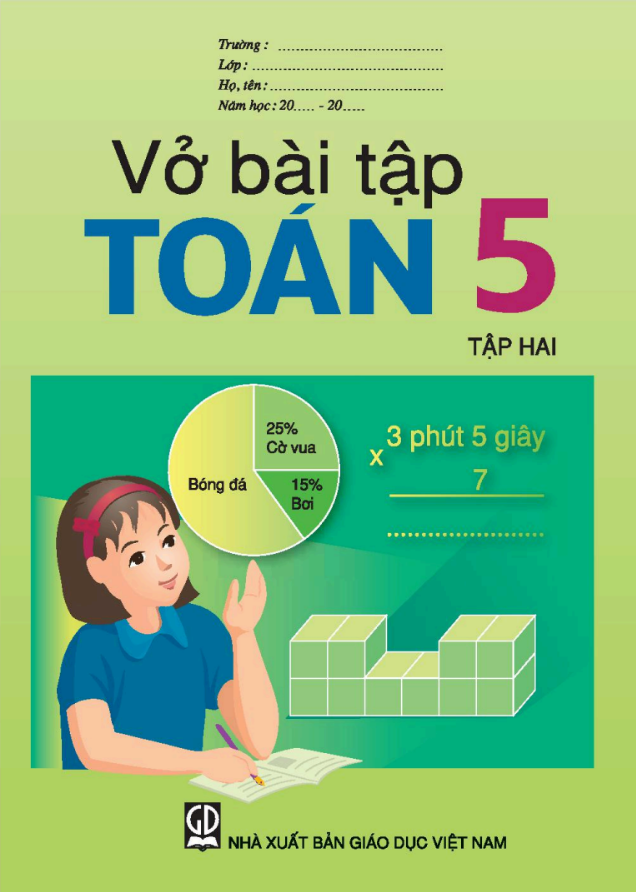 Trường : ........................................
Lớp : ...............................................
Họ, tên : ...........................................
Năm học : 20..... - 20.....
Vở bài tập
TOÁN 5
TẬP HAI
25%
Cờ vua
Bóng đá
15%
Bơi
x 3 phút 5 giây
7
..........................
GD
NHÀ XUẤT BẢN GIÁO DỤC VIỆT NAM